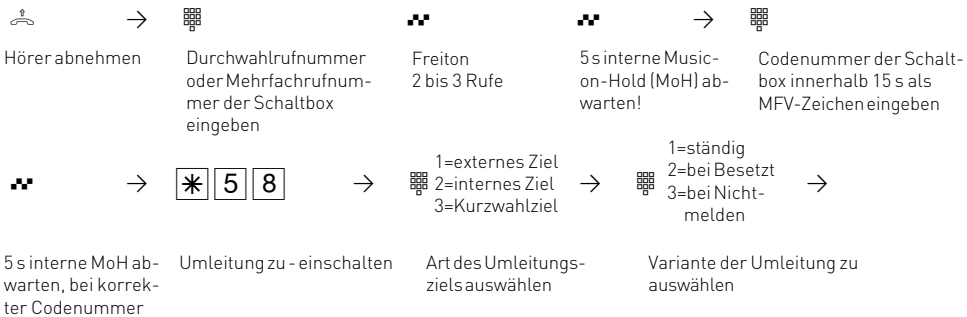 Hörer abnehmen
Durchwahlrufnummer
oder Mehrfachrufnum-
mer der Schaltbox
eingeben
Freiton
2 bis 3 Rufe
5 s interne Music-
on-Hold (MoH) ab-
warten!
Codenummer der Schalt-
box innerhalb 15 s als
MFV-Zeichen eingeben
* 5 8
1=externes Ziel
2=internes Ziel
3=Kurzwahlziel
1=ständig
2=bei Besetzt
3=bei Nicht-
melden
5 s interne MoH ab-
warten, bei korrek-
ter Codenummer
Umleitung zu - einschalten
Art des Umleitungs-
ziels auswählen
Variante der Umleitung zu
auswählen